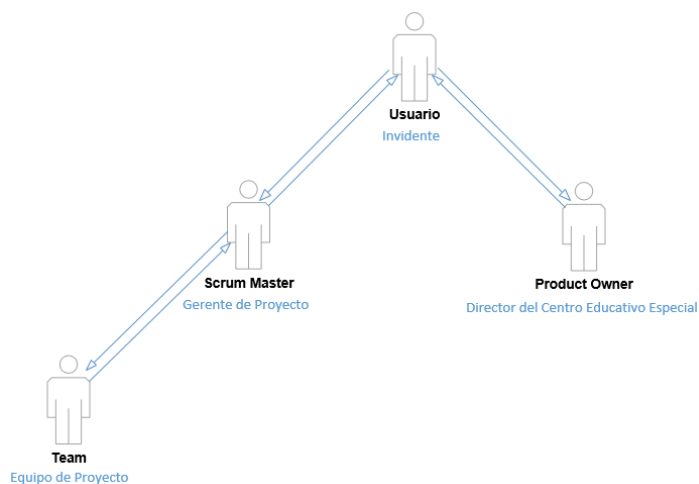 Usuario
Invidente
Scrum Master
Gerente de Proyecto
Product Owner
Director del Centro Educativo Especial
Team
Equipo de Proyecto